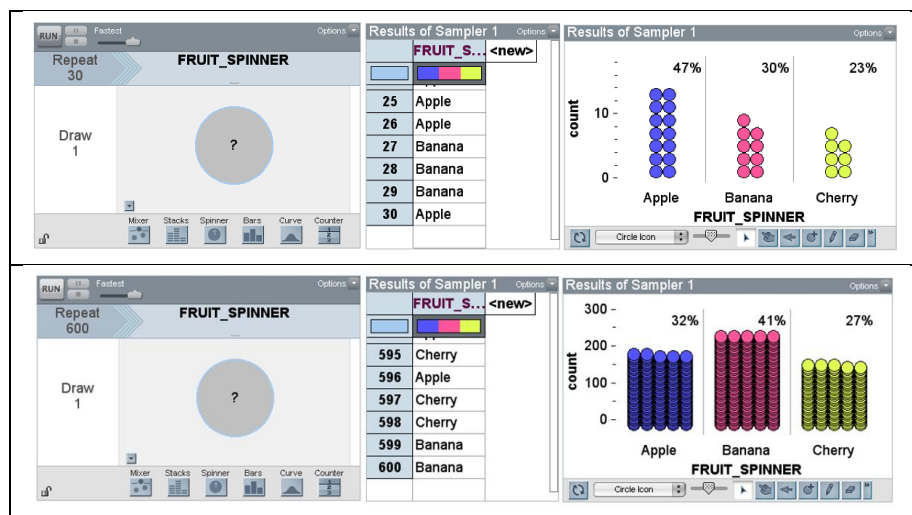 RUN
Fastest
Options
Repeat
30
FRUIT_SPINNER
Draw
1
?
Mixer Stacks Spinner Bars Curve Counter
Results of Sampler 1 Options
FRUIT_S... <new>
25 Apple
26 Apple
27 Banana
28 Banana
29 Banana
30 Apple
Results of Sampler 1 Options
47% 30% 23%
count
10
0
Apple Banana Cherry
FRUIT_SPINNER
Circle Icon
RUN
Fastest
Options
Repeat
600
FRUIT_SPINNER
Draw
1
?
Mixer Stacks Spinner Bars Curve Counter
Results of Sampler 1 Options
FRUIT_S... <new>
595 Cherry
596 Apple
597 Cherry
598 Cherry
599 Banana
600 Banana
Results of Sampler 1 Options
300
32% 41% 27%
200
count
100
0
Apple Banana Cherry
FRUIT_SPINNER
Circle Icon